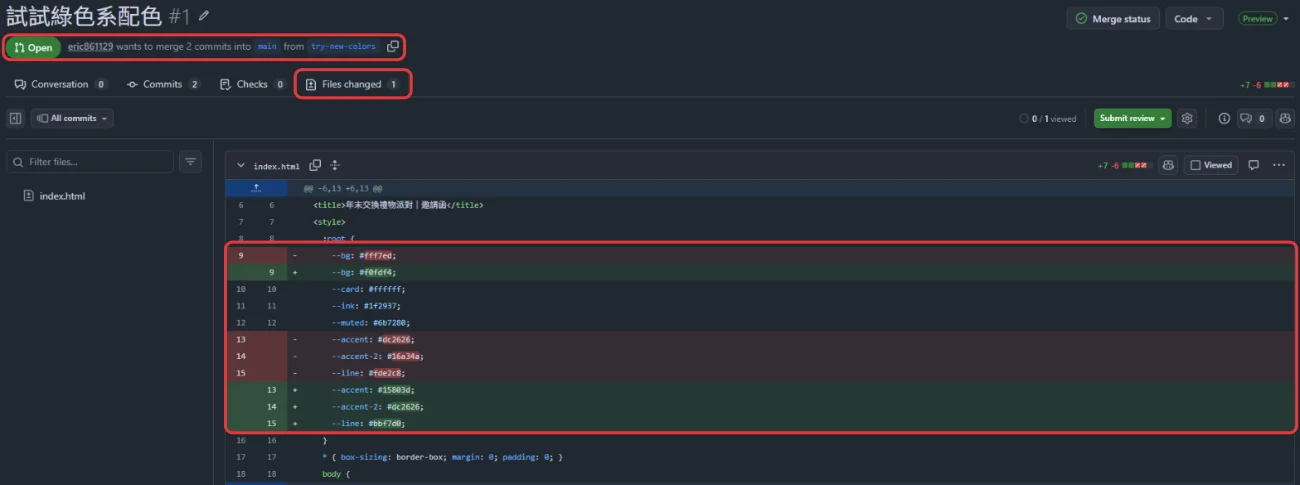 試試綠色系配色 #1
Merge status
Code
Preview
Open
eric861129 wants to merge 2 commits into main from try-new-colors
Conversation 0
Commits 2
Checks 0
Files changed 1
+7 -6
All commits
0 / 1 viewed
Submit review
0
Filter files...
index.html
index.html
+7 -6
Viewed
@@ -6,13 +6,13 @@
6 6 <title>年末交換禮物派對｜邀請函</title>
7 7 <style>
8 8 :root {
9 - --bg: #fff7ed;
9 + --bg: #f0fdf4;
10 10 --card: #ffffff;
11 11 --ink: #1f2937;
12 12 --muted: #6b7280;
13 - --accent: #dc2626;
14 - --accent-2: #16a34a;
15 - --line: #fde2c8;
13 + --accent: #15803d;
14 + --accent-2: #dc2626;
15 + --line: #bbf7d0;
16 16 }
17 17 * { box-sizing: border-box; margin: 0; padding: 0; }
18 18 body {